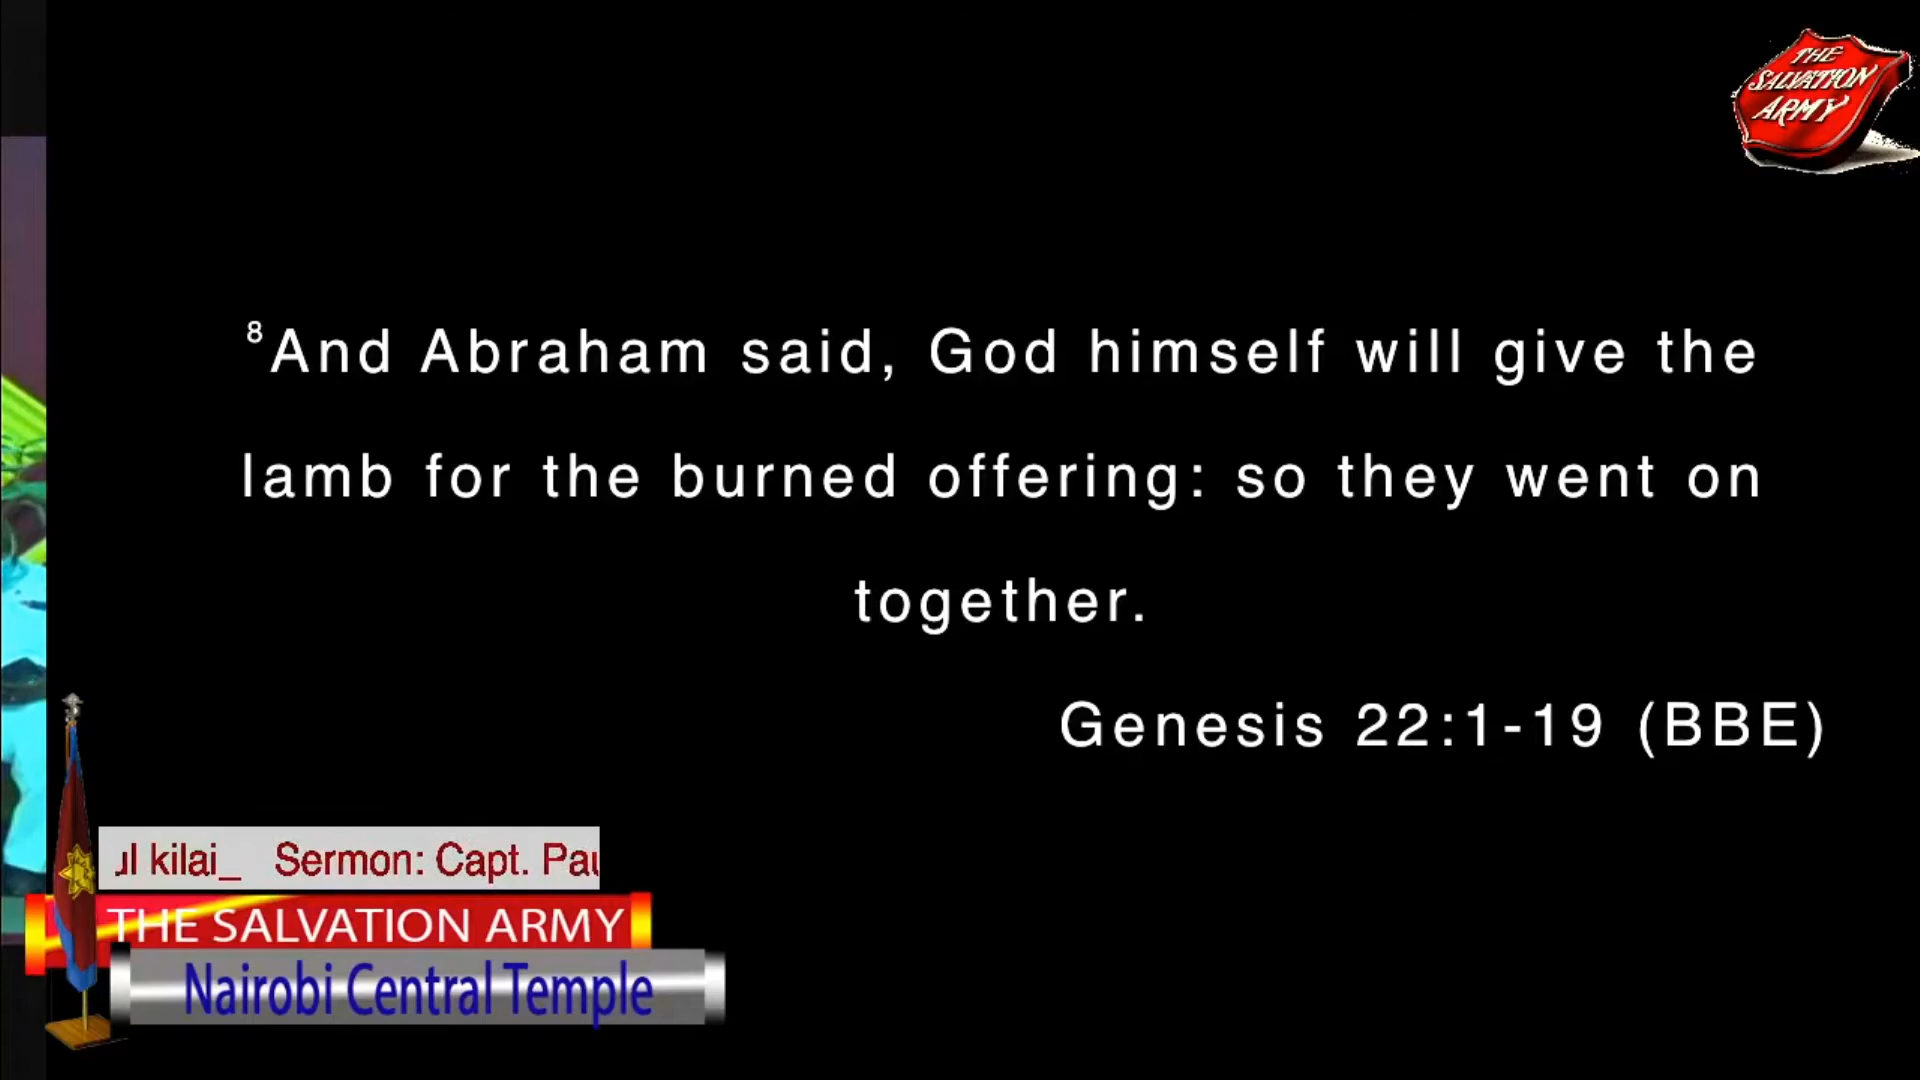 THE
SALVATION
ARMY
8And Abraham said, God himself will give the
lamb for the burned offering: so they went on
together.
Genesis 22:1-19 (BBE)
kilai_ Sermon: Capt.
THE SALVATION ARMY
Nairobi Central Temple